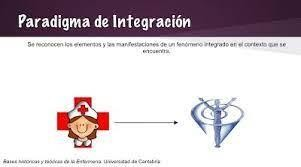 Paradigma de Integración
Se reconocen los elementos y las manifestaciones de un fenómeno integrado en el contexto que se
encuentra.
Bases históricas y teóricas de la Enfermería. Universidad de Cantabria